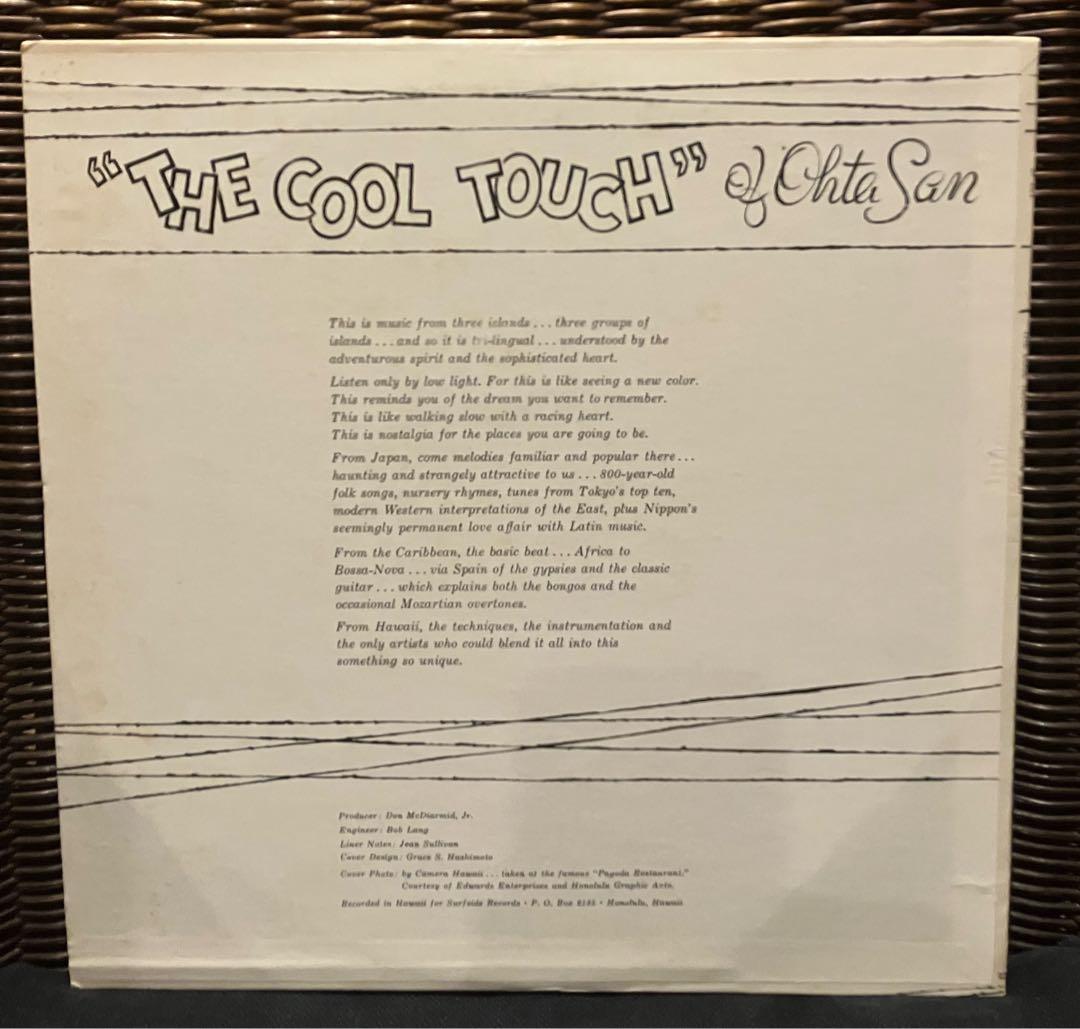 “THE COOL TOUCH” of Ohta San
This is music from three islands . . . three groups of
islands . . . and so it is tri-lingual . . . understood by the
adventurous spirit and the sophisticated heart.
Listen only by low light. For this is like seeing a new color.
This reminds you of the dream you want to remember.
This is like walking slow with a racing heart.
This is nostalgia for the places you are going to be.
From Japan, come melodies familiar and popular there . . .
haunting and strangely attractive to us . . . 800-year-old
folk songs, nursery rhymes, tunes from Tokyo's top ten,
modern Western interpretations of the East, plus Nippon's
seemingly permanent love affair with Latin music.
From the Caribbean, the basic beat . . . Africa to
Bossa-Nova . . . via Spain of the gypsies and the classic
guitar . . . which explains both the bongos and the
occasional Mozartian overtones.
From Hawaii, the techniques, the instrumentation and
the only artists who could blend it all into this
something so unique.
Producer: Don McDiarmid, Jr.
Engineer: Bob Lang
Liner Notes: Jean Sullivan
Cover Design: Grace S. Hashimoto
Cover Photo: by Camera Hawaii . . . taken at the famous “Pagoda Restaurant.”
Courtesy of Edwards Enterprises and Honolulu Graphic Arts.
Recorded in Hawaii for Surfside Records • P. O. Box • Honolulu, Hawaii